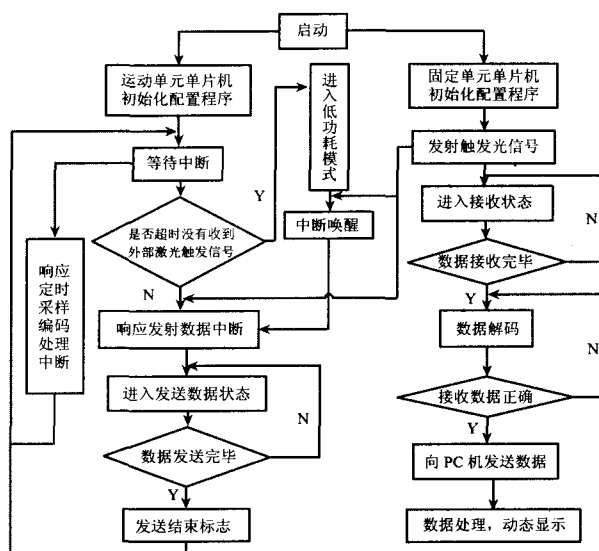 启动
运动单元单片机
初始化配置程序
等待中断
是否超时没有收到
外部激光触发信号
Y
N
进
入
低
功
耗
模
式
中断唤醒
响应
定时
采样
编码
处理
中断
响应发射数据中断
进入发送数据状态
N
数据发送完毕
Y
发送结束标志
固定单元单片机
初始化配置程序
发射触发光信号
进入接收状态
N
数据接收完毕
Y
数据解码
N
接收数据正确
Y
向 PC 机发送数据
数据处理，动态显示